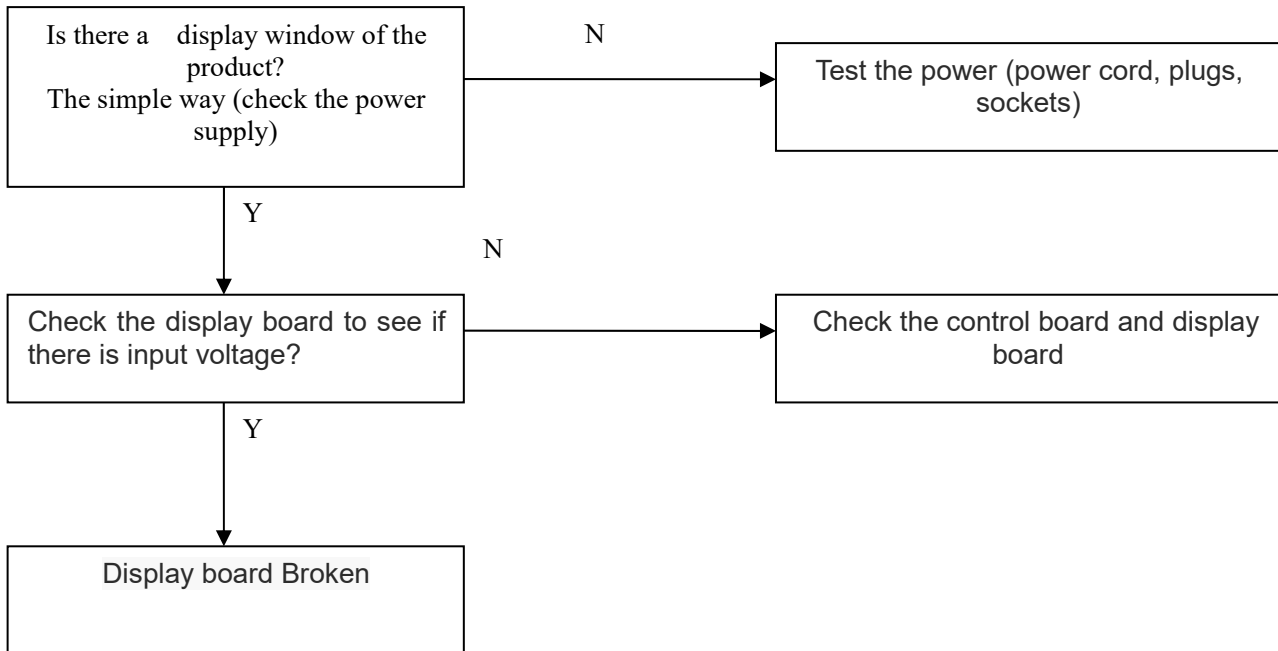 Is there a    display window of the
product?
The simple way (check the power
supply)
N
Test the power (power cord, plugs,
sockets)
Y
N
Check the display board to see if
there is input voltage?
Check the control board and display
board
Y
Display board Broken